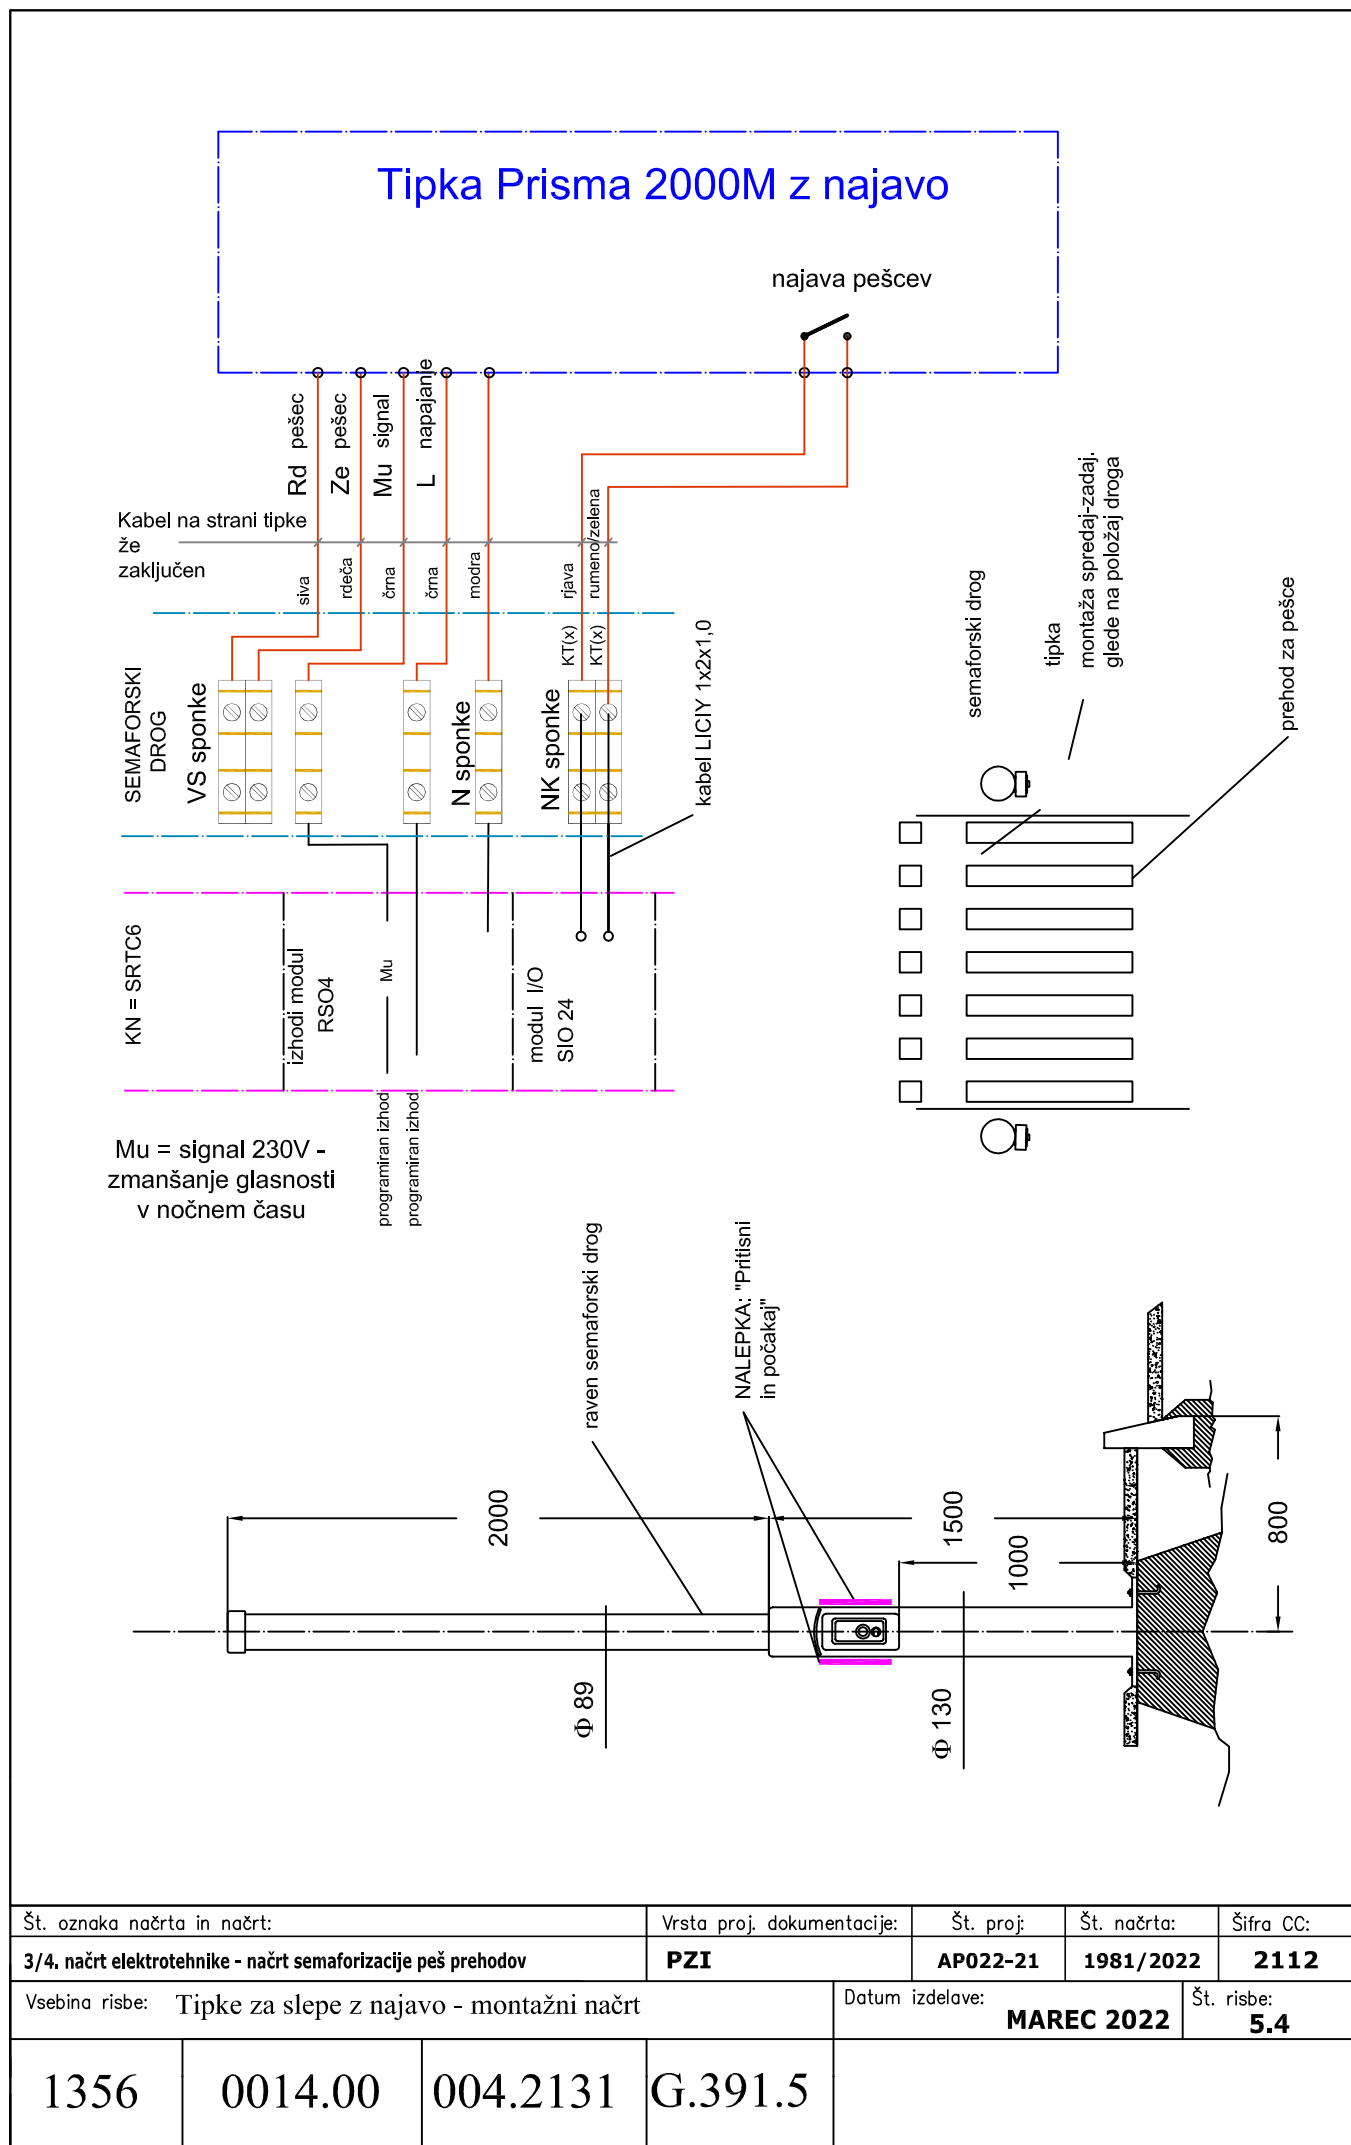 Tipka Prisma 2000M z najavo
najava pešcev
Rd pešec
Ze pešec
Mu signal
L napajanje
Kabel na strani tipke
že
zaključen
siva
rdeča
črna
črna
modra
rjava
rumeno/zelena
KT(x)
KT(x)
SEMAFORSKI
DROG
VS sponke
N sponke
NK sponke
kabel LICIY 1x2x1,0
KN = SRTC6
izhodi modul
RSO4
Mu
modul I/O
SIO 24
programiran izhod
programiran izhod
Mu = signal 230V -
zmanšanje glasnosti
v nočnem času
semaforski drog
tipka
montaža spredaj-zadaj.
glede na položaj droga
prehod za pešce
raven semaforski drog
NALEPKA: "Pritisni
in počakaj"
2000
1500
1000
800
Φ 89
Φ 130
Št. oznaka načrta in načrt:
3/4. načrt elektrotehnike - načrt semaforizacije peš prehodov
Vrsta proj. dokumentacije:
PZI
Št. proj:
AP022-21
Št. načrta:
1981/2022
Šifra CC:
2112
Vsebina risbe: Tipke za slepe z najavo - montažni načrt
Datum izdelave:
MAREC 2022
Št. risbe:
5.4
1356
0014.00
004.2131
G.391.5